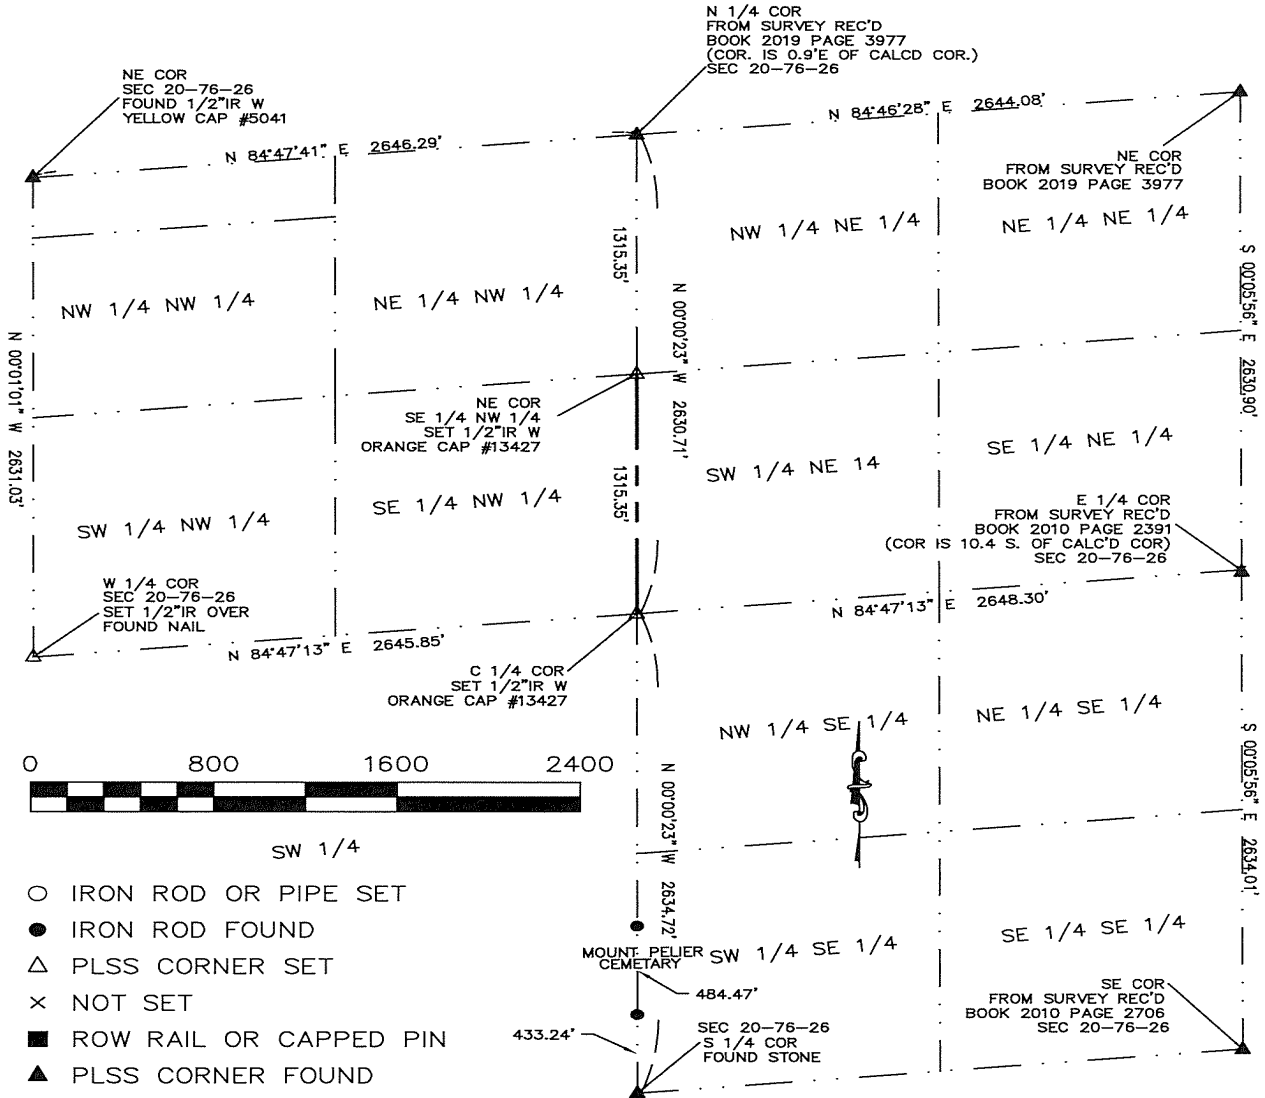 N 1/4 COR
FROM SURVEY REC'D
BOOK 2019 PAGE 3977
(COR. IS 0.9'E OF CALCD COR.)
SEC 20-76-26
NE COR
SEC 20-76-26
FOUND 1/2"IR W
YELLOW CAP #5041
N 84°47'41" E 2646.29'
N 84°46'28" E 2644.08'
NE COR
FROM SURVEY REC'D
BOOK 2019 PAGE 3977
NW 1/4 NE 1/4
NE 1/4 NE 1/4
1315.35'
S 00°05'56" E 2630.90'
NW 1/4 NW 1/4
NE 1/4 NW 1/4
N 00°00'23" W 2630.71'
N 00°01'01" W 2631.03'
NE COR
SE 1/4 NW 1/4
SET 1/2"IR W
ORANGE CAP #13427
SE 1/4 NE 1/4
SW 1/4 NE 14
1315.35'
SW 1/4 NW 1/4
SE 1/4 NW 1/4
E 1/4 COR
FROM SURVEY REC'D
BOOK 2010 PAGE 2391
(COR IS 10.4 S. OF CALC'D COR)
SEC 20-76-26
W 1/4 COR
SEC 20-76-26
SET 1/2"IR OVER
FOUND NAIL
N 84°47'13" E 2645.85'
N 84°47'13" E 2648.30'
C 1/4 COR
SET 1/2"IR W
ORANGE CAP #13427
NW 1/4 SE 1/4
NE 1/4 SE 1/4
0 800 1600 2400
N 00°00'23" W 2634.72'
S 00°05'56" E 2634.01'
SW 1/4
IRON ROD OR PIPE SET
IRON ROD FOUND
PLSS CORNER SET
NOT SET
ROW RAIL OR CAPPED PIN
PLSS CORNER FOUND
MOUNT PELIER
CEMETARY
SW 1/4 SE 1/4
SE 1/4 SE 1/4
484.47'
433.24'
SEC 20-76-26
S 1/4 COR
FOUND STONE
SE COR
FROM SURVEY REC'D
BOOK 2010 PAGE 2706
SEC 20-76-26